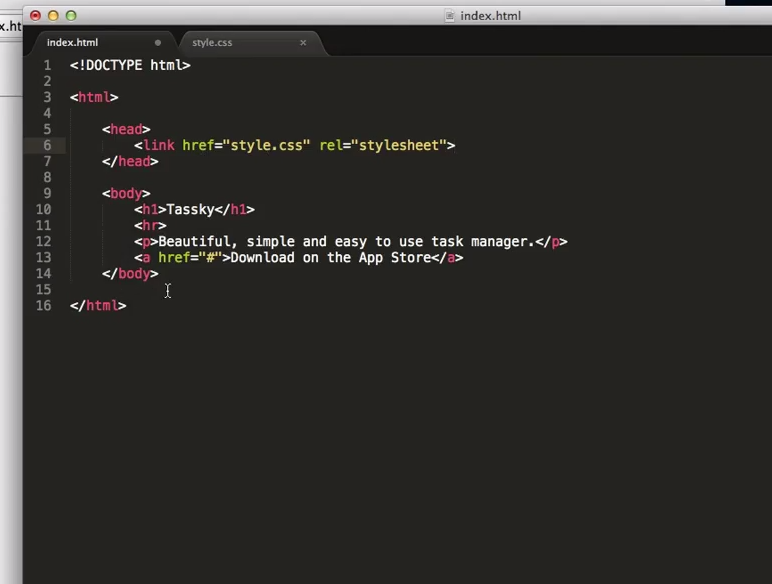 x.ht
index.html
index.html
style.css ×
1 <!DOCTYPE html>
2
3 <html>
4
5 <head>
6 <link href="style.css" rel="stylesheet">
7 </head>
8
9 <body>
10 <h1>Tassky</h1>
11 <hr>
12 <p>Beautiful, simple and easy to use task manager.</p>
13 <a href="#">Download on the App Store</a>
14 </body>
15
16 </html>